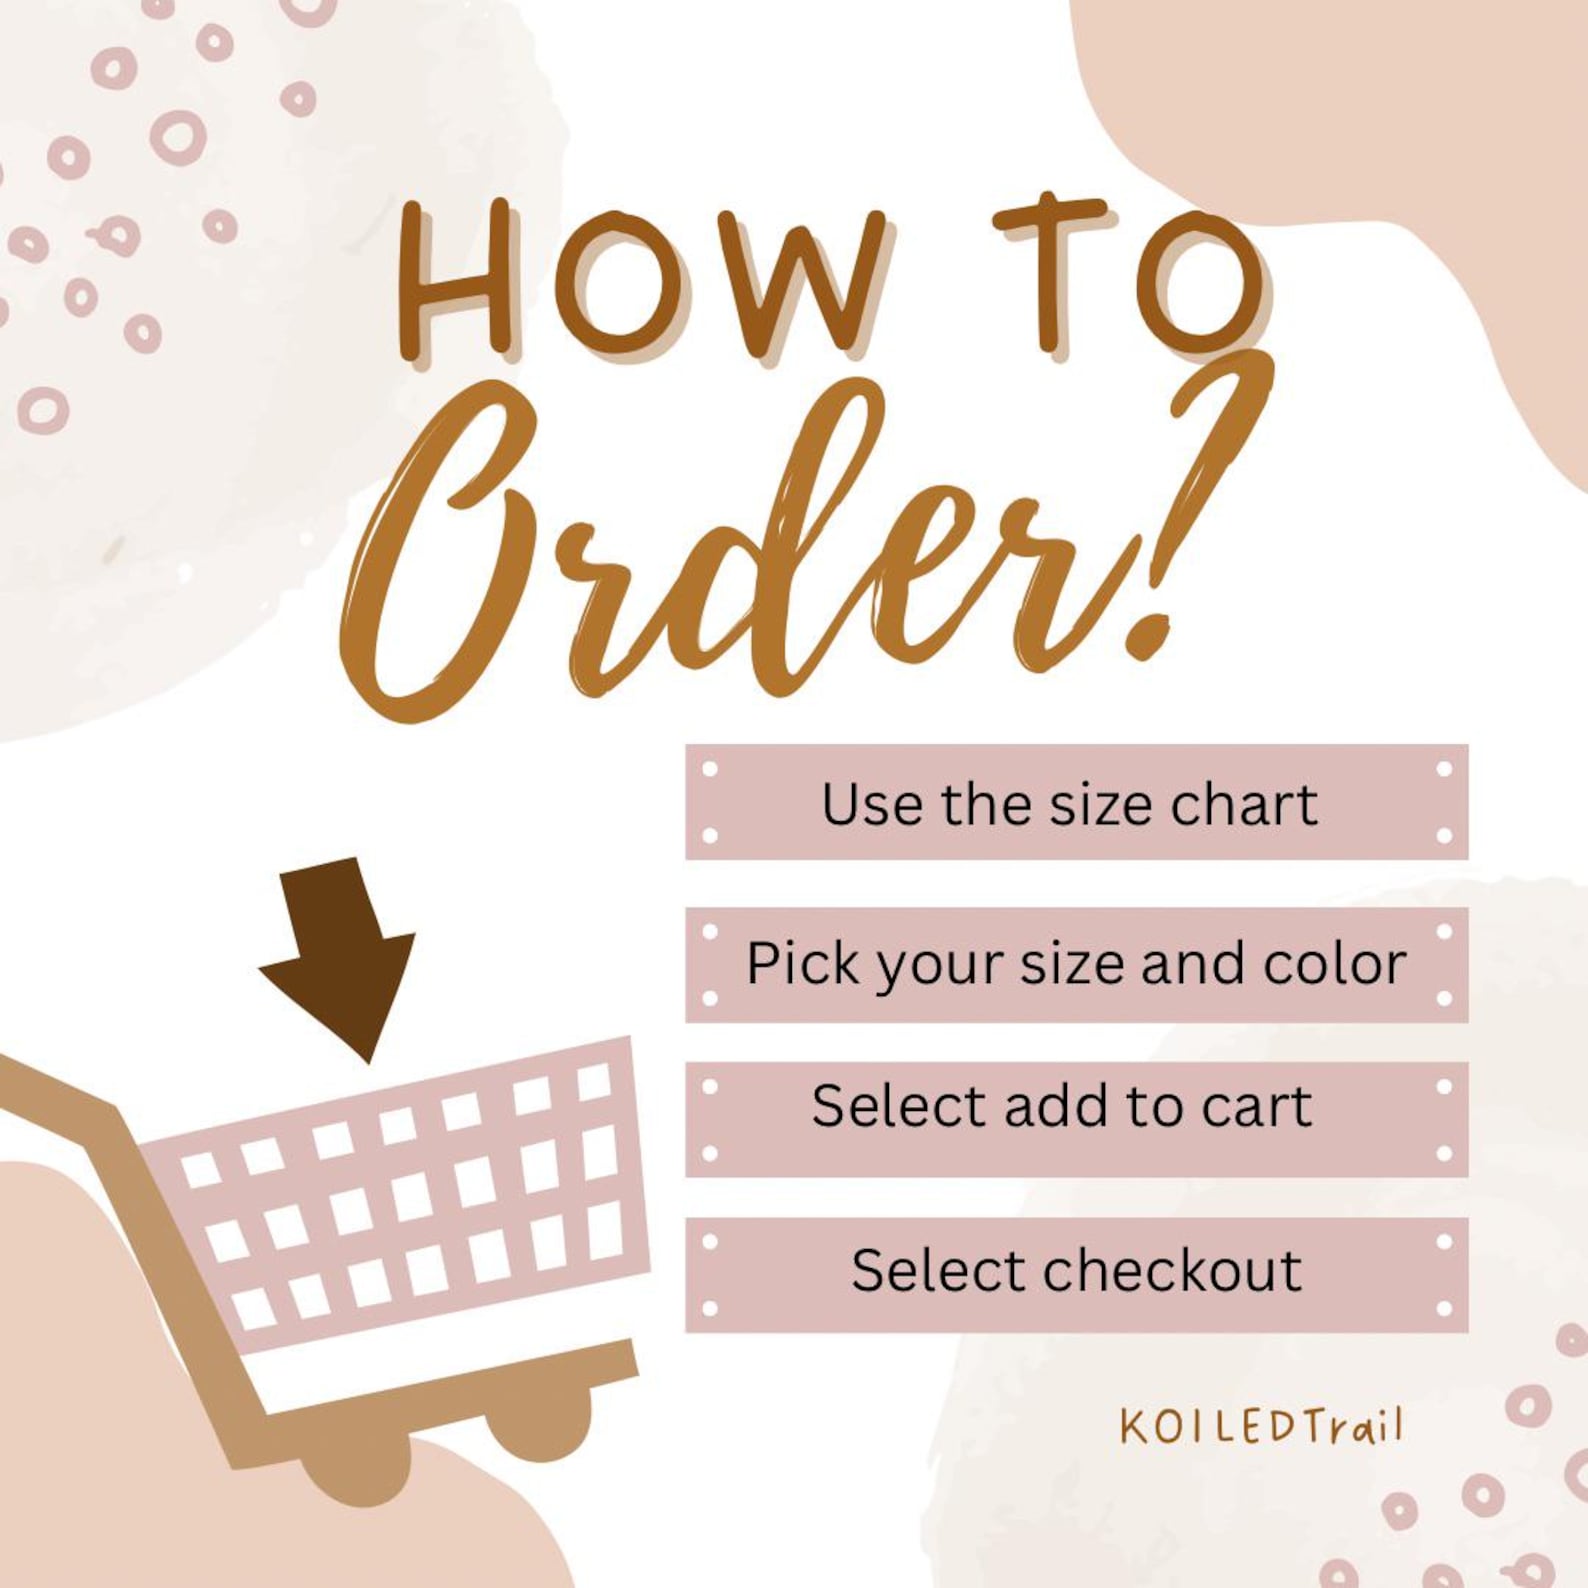 HOW TO
Order?
Use the size chart
Pick your size and color
Select add to cart
Select checkout
KOILEDTrail